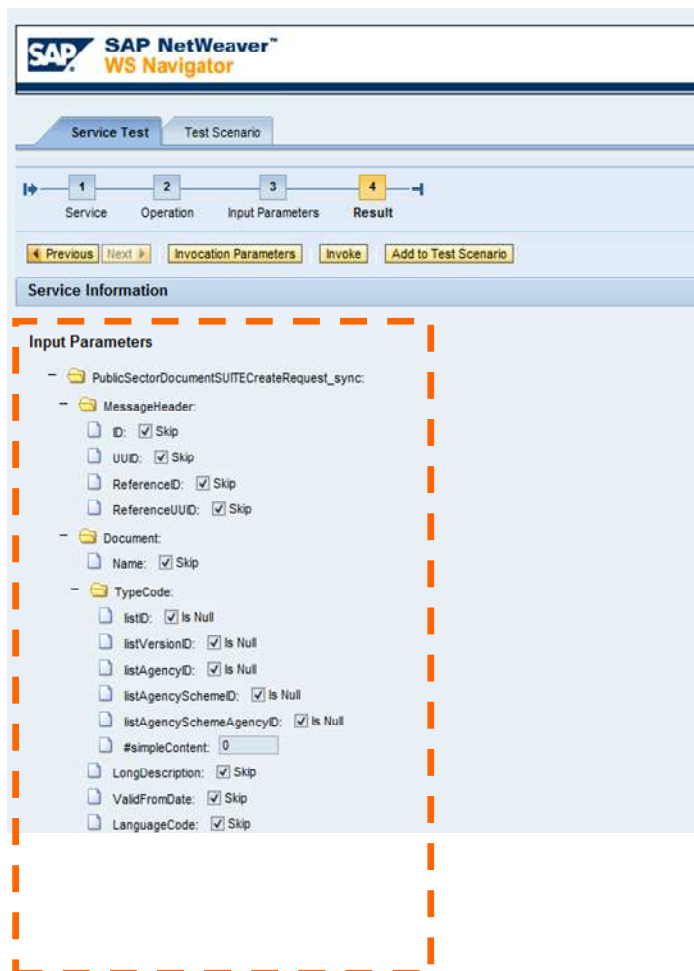 SAP SAP NetWeaver™
WS Navigator
Service Test Test Scenario
1 2 3 4
Service Operation Input Parameters Result
Previous Next Invocation Parameters Invoke Add to Test Scenario
Service Information
Input Parameters
PublicSectorDocumentSUITECreateRequest_sync:
MessageHeader:
ID: Skip
UUID: Skip
ReferenceID: Skip
ReferenceUUID: Skip
Document:
Name: Skip
TypeCode:
listID: Is Null
listVersionID: Is Null
listAgencyID: Is Null
listAgencySchemeID: Is Null
listAgencySchemeAgencyID: Is Null
#simpleContent: 0
LongDescription: Skip
ValidFromDate: Skip
LanguageCode: Skip